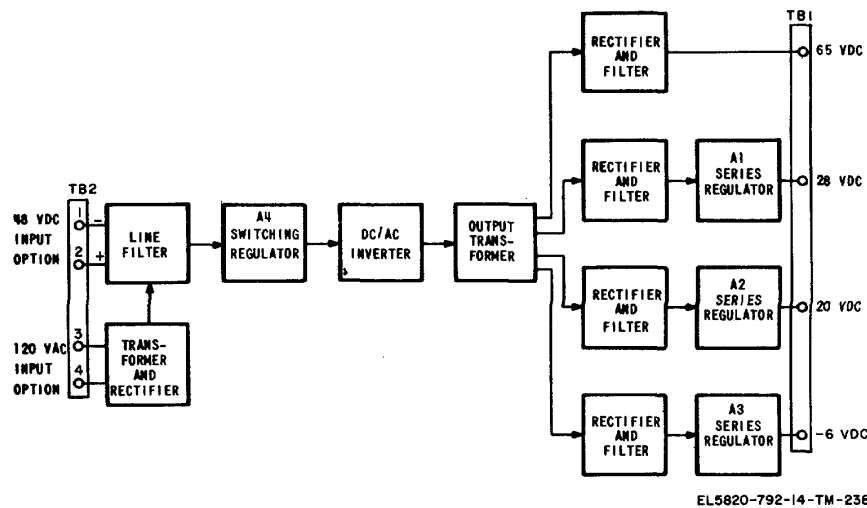 TB1
RECTIFIER
AND
FILTER
65 VDC
RECTIFIER
AND
FILTER
A1
SERIES
REGULATOR
28 VDC
TB2
48 VDC
INPUT
OPTION
1
-
2
+
LINE
FILTER
A4
SWITCHING
REGULATOR
DC/AC
INVERTER
OUTPUT
TRANS-
FORMER
RECTIFIER
AND
FILTER
A2
SERIES
REGULATOR
20 VDC
120 VAC
INPUT
OPTION
3
4
TRANS-
FORMER
AND
RECTIFIER
RECTIFIER
AND
FILTER
A3
SERIES
REGULATOR
-6 VDC
EL5820-792-14-TM-236